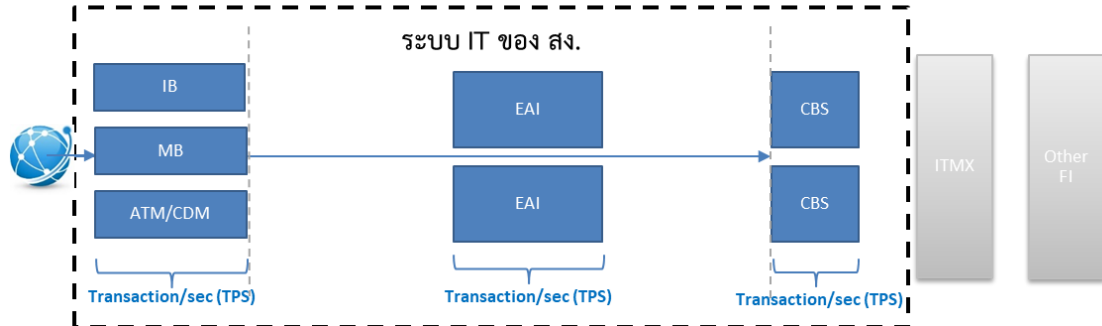 ระบบ IT ของ สง.
IB
MB
ATM/CDM
EAI
EAI
CBS
CBS
ITMX
Other
FI
Transaction/sec (TPS)
Transaction/sec (TPS)
Transaction/sec (TPS)